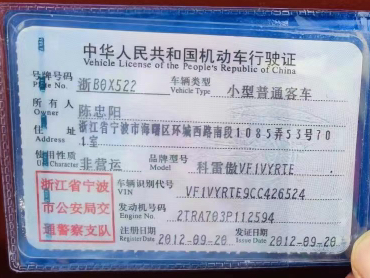 中华人民共和国机动车行驶证
Vehicle License of the People's Republic of China
号牌号码 浙B0X522 车辆类型 小型普通客车
Plate No. Vehicle Type
所有人 陈忠阳
Owner
住址 浙江省宁波市海曙区环城西路南段1085弄53号70
Address 1室
使用性质 非营运 品牌型号 科雷傲VF1VYRTE
Use Character Model
浙江省宁波市公安局交通警察支队
车辆识别代号 VF1VYRTE9CC426524
VIN
发动机号码 2TRA703P112594
Engine No.
注册日期 2012-09-20 发证日期 2012-09-20
Register Date Issue Date